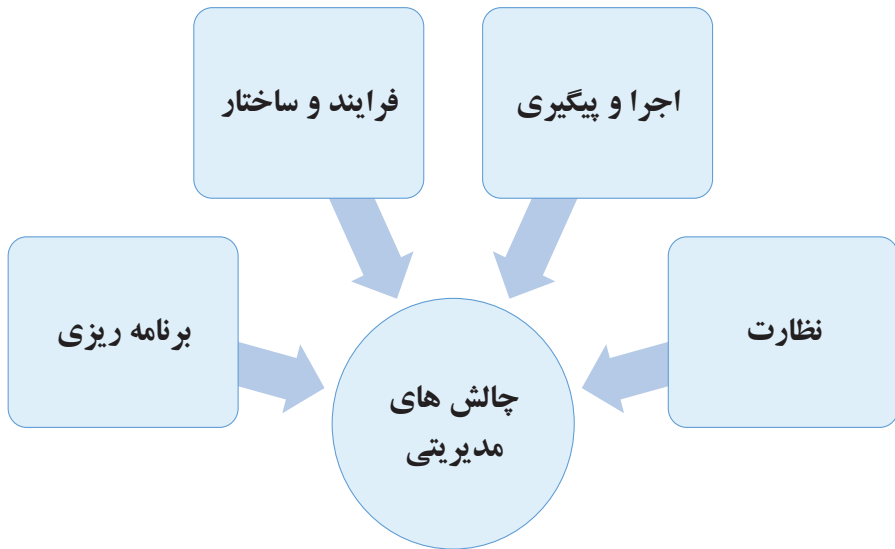 اجرا و پیگیری
فرایند و ساختار
نظارت
برنامه ریزی
چالش های
مدیریتی